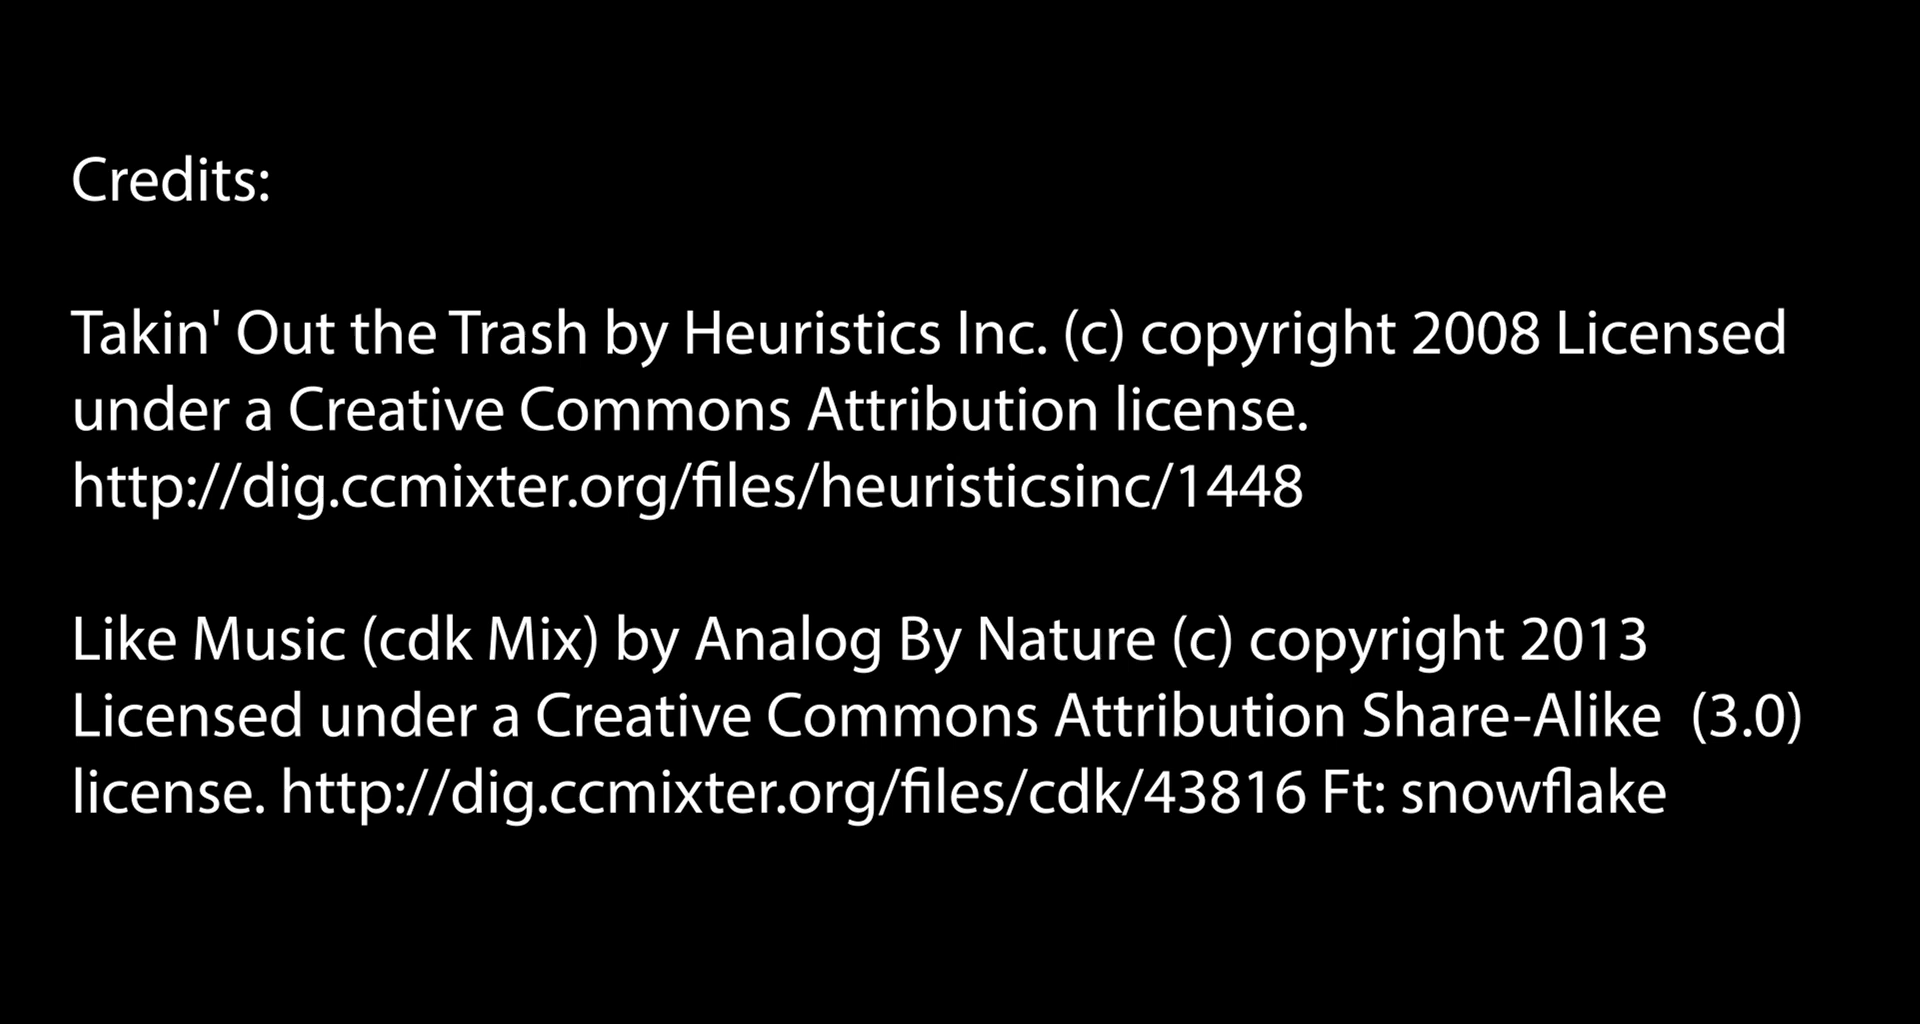 Credits:
Takin' Out the Trash by Heuristics Inc. (c) copyright 2008 Licensed
under a Creative Commons Attribution license.
http://dig.ccmixter.org/files/heuristicsinc/1448
Like Music (cdk Mix) by Analog By Nature (c) copyright 2013
Licensed under a Creative Commons Attribution Share-Alike  (3.0)
license. http://dig.ccmixter.org/files/cdk/43816 Ft: snowflake